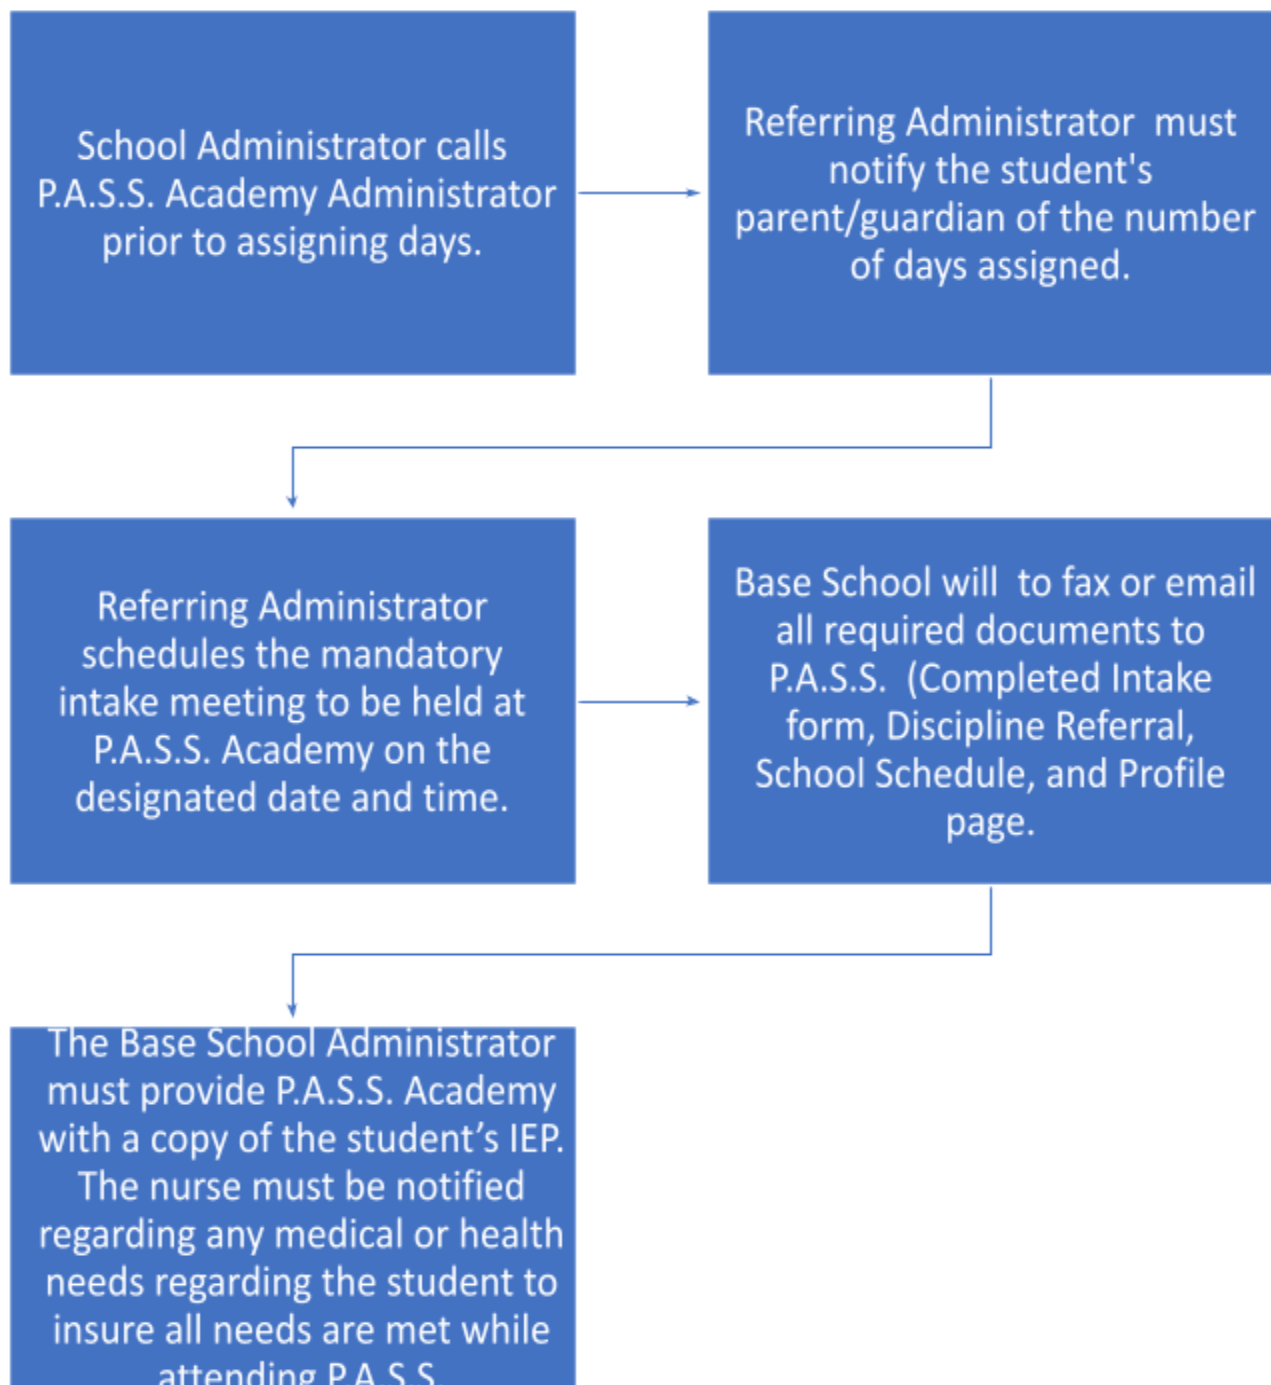 School Administrator calls
P.A.S.S. Academy Administrator
prior to assigning days.
Referring Administrator  must
notify the student's
parent/guardian of the number
of days assigned.
Referring Administrator
schedules the mandatory
intake meeting to be held at
P.A.S.S. Academy on the
designated date and time.
Base School will  to fax or email
all required documents to
P.A.S.S.  (Completed Intake
form, Discipline Referral,
School Schedule, and Profile
page.
The Base School Administrator
must provide P.A.S.S. Academy
with a copy of the student’s IEP.
The nurse must be notified
regarding any medical or health
needs regarding the student to
insure all needs are met while
attending P.A.S.S.